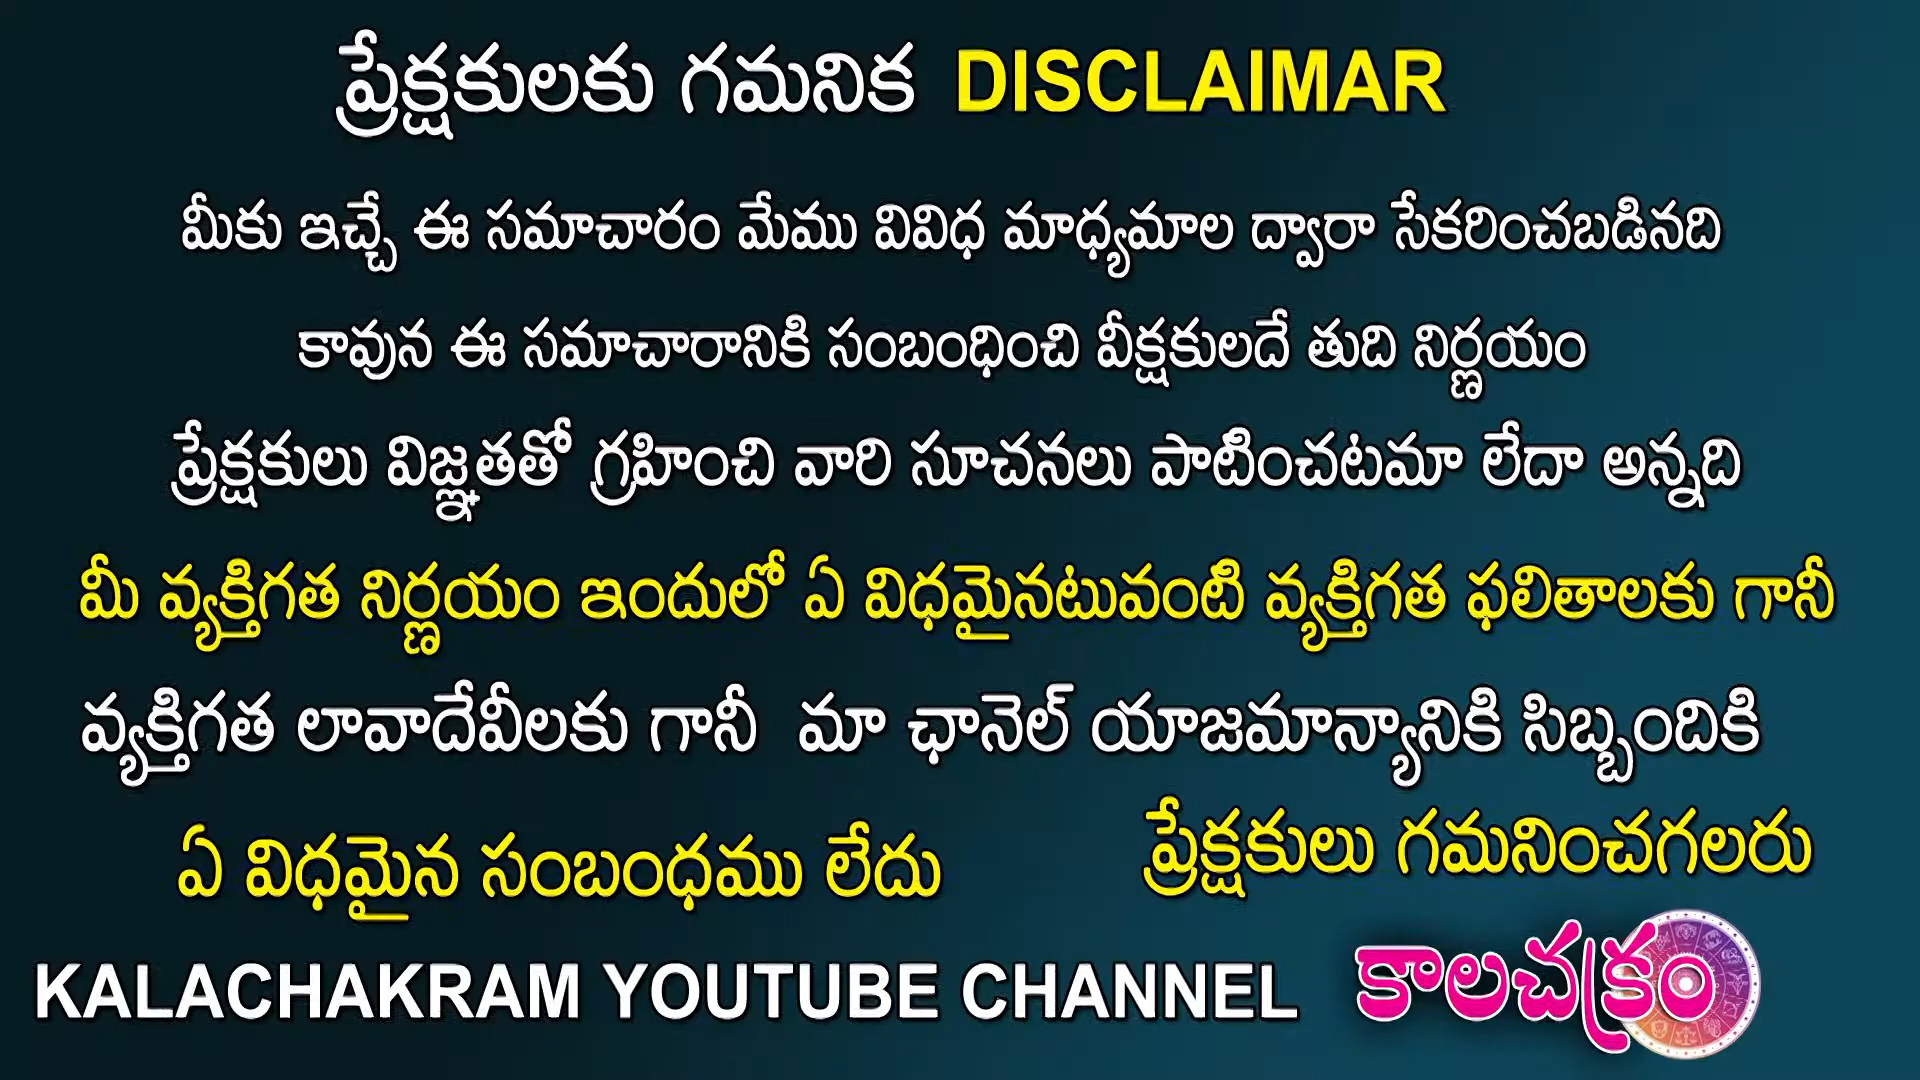 ప్రేక్షకులకు గమనిక DISCLAIMAR
మీకు ఇచ్చే ఈ సమాచారం మేము వివిధ మాధ్యమాల ద్వారా సేకరించబడినది
కావున ఈ సమాచారానికి సంబంధించి వీక్షకులదే తుది నిర్ణయం
ప్రేక్షకులు విజ్ఞతతో గ్రహించి వారి సూచనలు పాటించటమా లేదా అన్నది
మీ వ్యక్తిగత నిర్ణయం ఇందులో ఏ విధమైనటువంటి వ్యక్తిగత ఫలితాలకు గానీ
వ్యక్తిగత లావాదేవీలకు గానీ మా ఛానెల్ యాజమాన్యానికి సిబ్బందికి
ఏ విధమైన సంబంధము లేదు
ప్రేక్షకులు గమనించగలరు
KALACHAKRAM YOUTUBE CHANNEL
కాలచక్రం